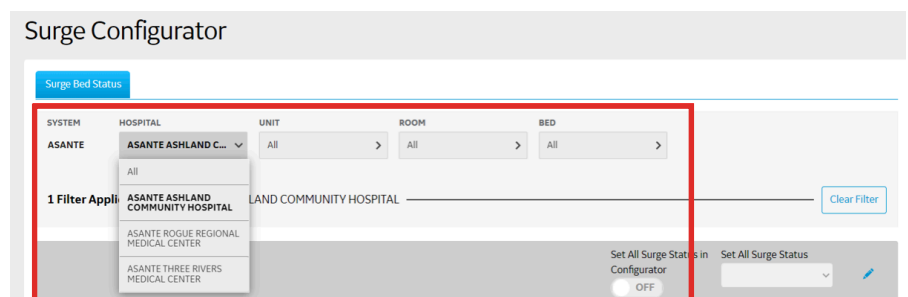 Surge Configurator
Surge Bed Status
SYSTEM HOSPITAL UNIT ROOM BED
ASANTE ASANTE ASHLAND C... All All All
All
1 Filter Appli LAND COMMUNITY HOSPITAL Clear Filter
ASANTE ASHLAND
COMMUNITY HOSPITAL
ASANTE ROGUE REGIONAL
MEDICAL CENTER
ASANTE THREE RIVERS
MEDICAL CENTER
Set All Surge Status in
Configurator
OFF
Set All Surge Status